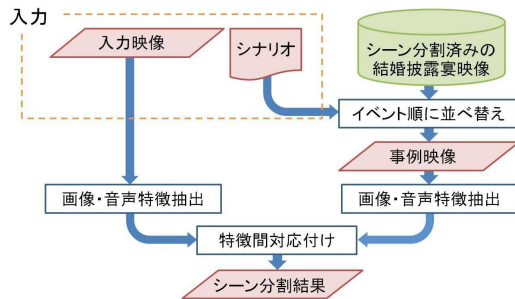 入力
入力映像
シナリオ
シーン分割済みの
結婚披露宴映像
イベント順に並べ替え
事例映像
画像・音声特徴抽出
画像・音声特徴抽出
特徴間対応付け
シーン分割結果